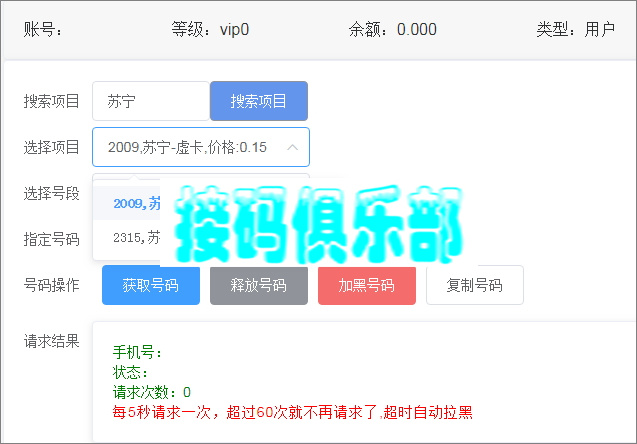 账号： 等级：vip0 余额：0.000 类型：用户
搜索项目 苏宁 搜索项目
选择项目 2009,苏宁-虚卡,价格:0.15
选择号段
2009,苏
指定号码 2315,苏
接码俱乐部
号码操作 获取号码 释放号码 加黑号码 复制号码
请求结果
手机号：
状态：
请求次数：0
每5秒请求一次，超过60次就不再请求了,超时自动拉黑